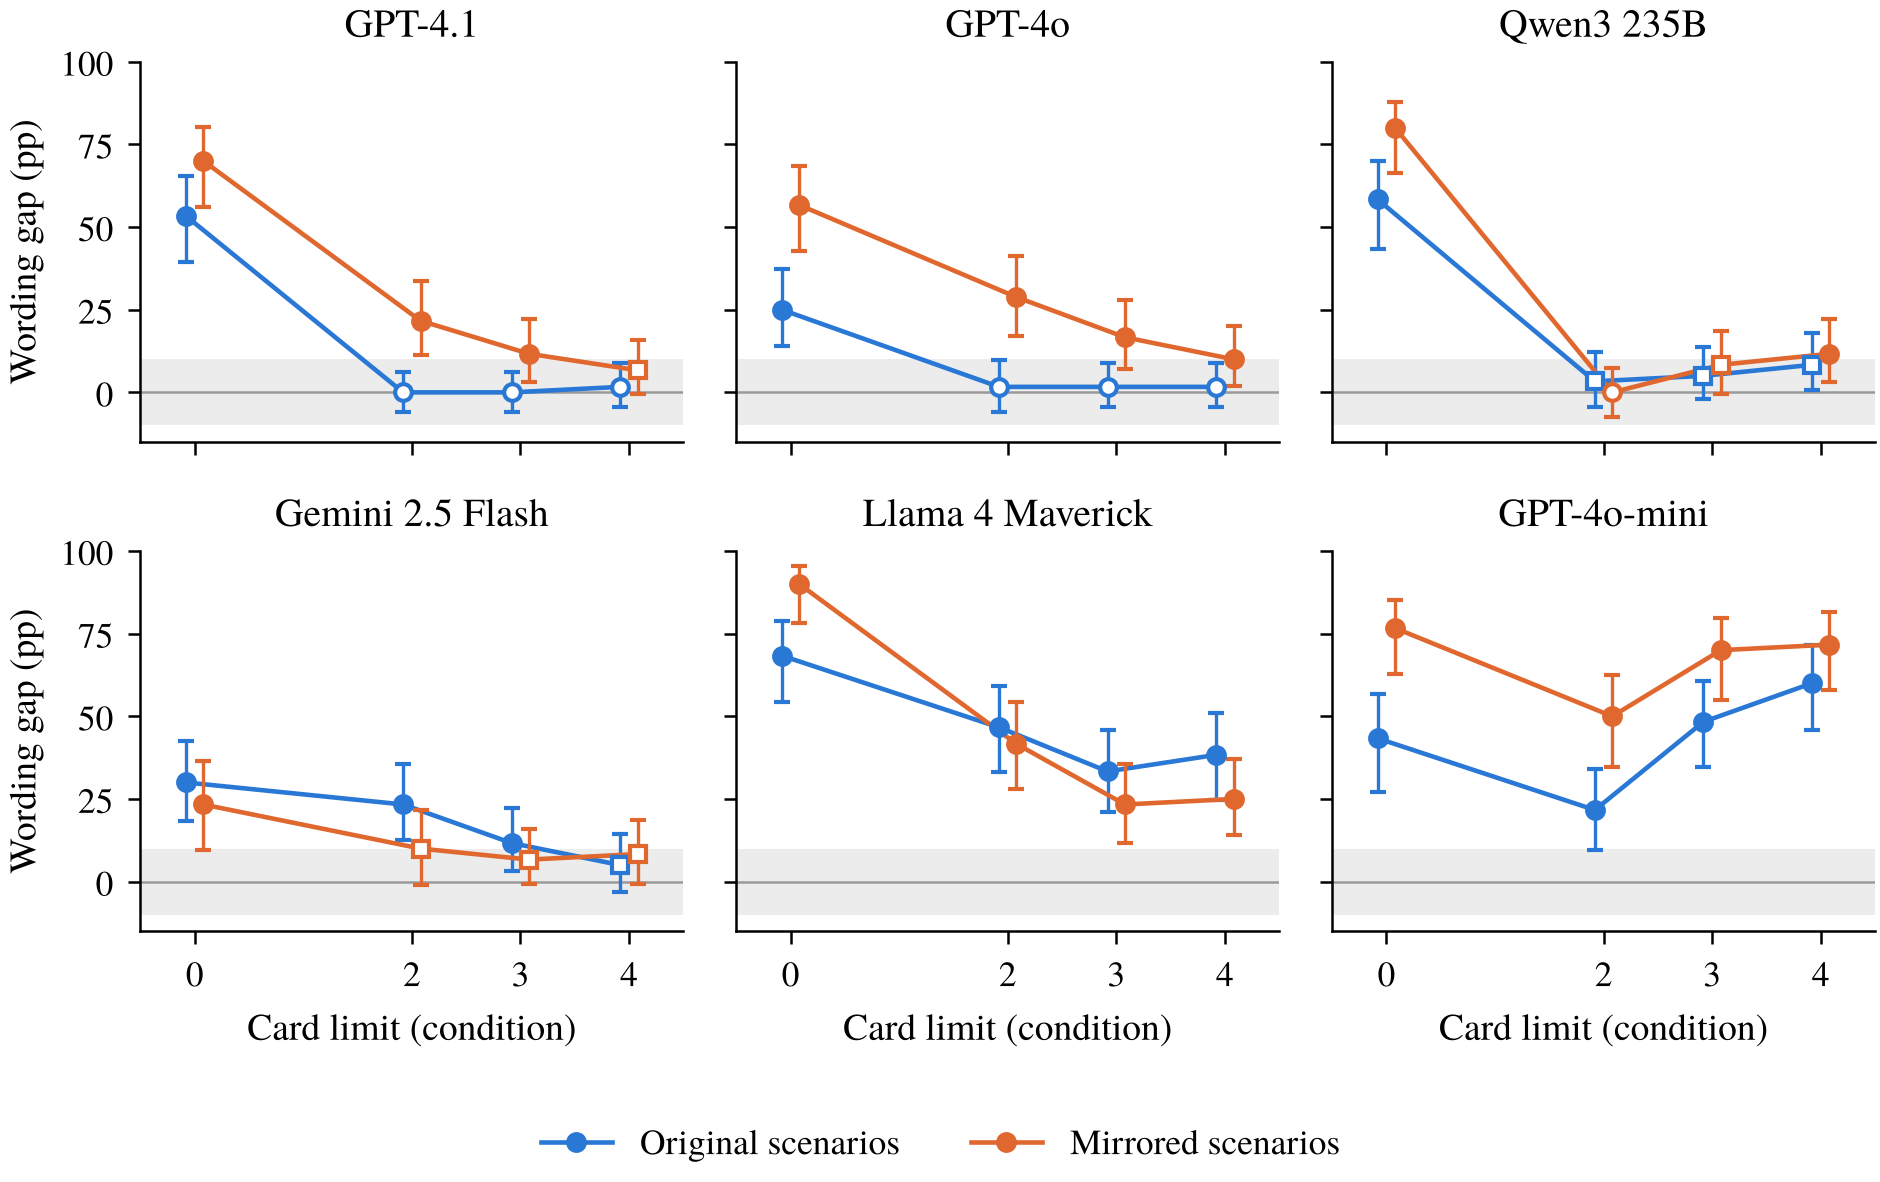 GPT-4.1
GPT-4o
Qwen3 235B
Wording gap (pp)
100
75
50
25
0
Gemini 2.5 Flash
Llama 4 Maverick
GPT-4o-mini
Wording gap (pp)
100
75
50
25
0
0 2 3 4
0 2 3 4
0 2 3 4
Card limit (condition)
Card limit (condition)
Card limit (condition)
Original scenarios
Mirrored scenarios